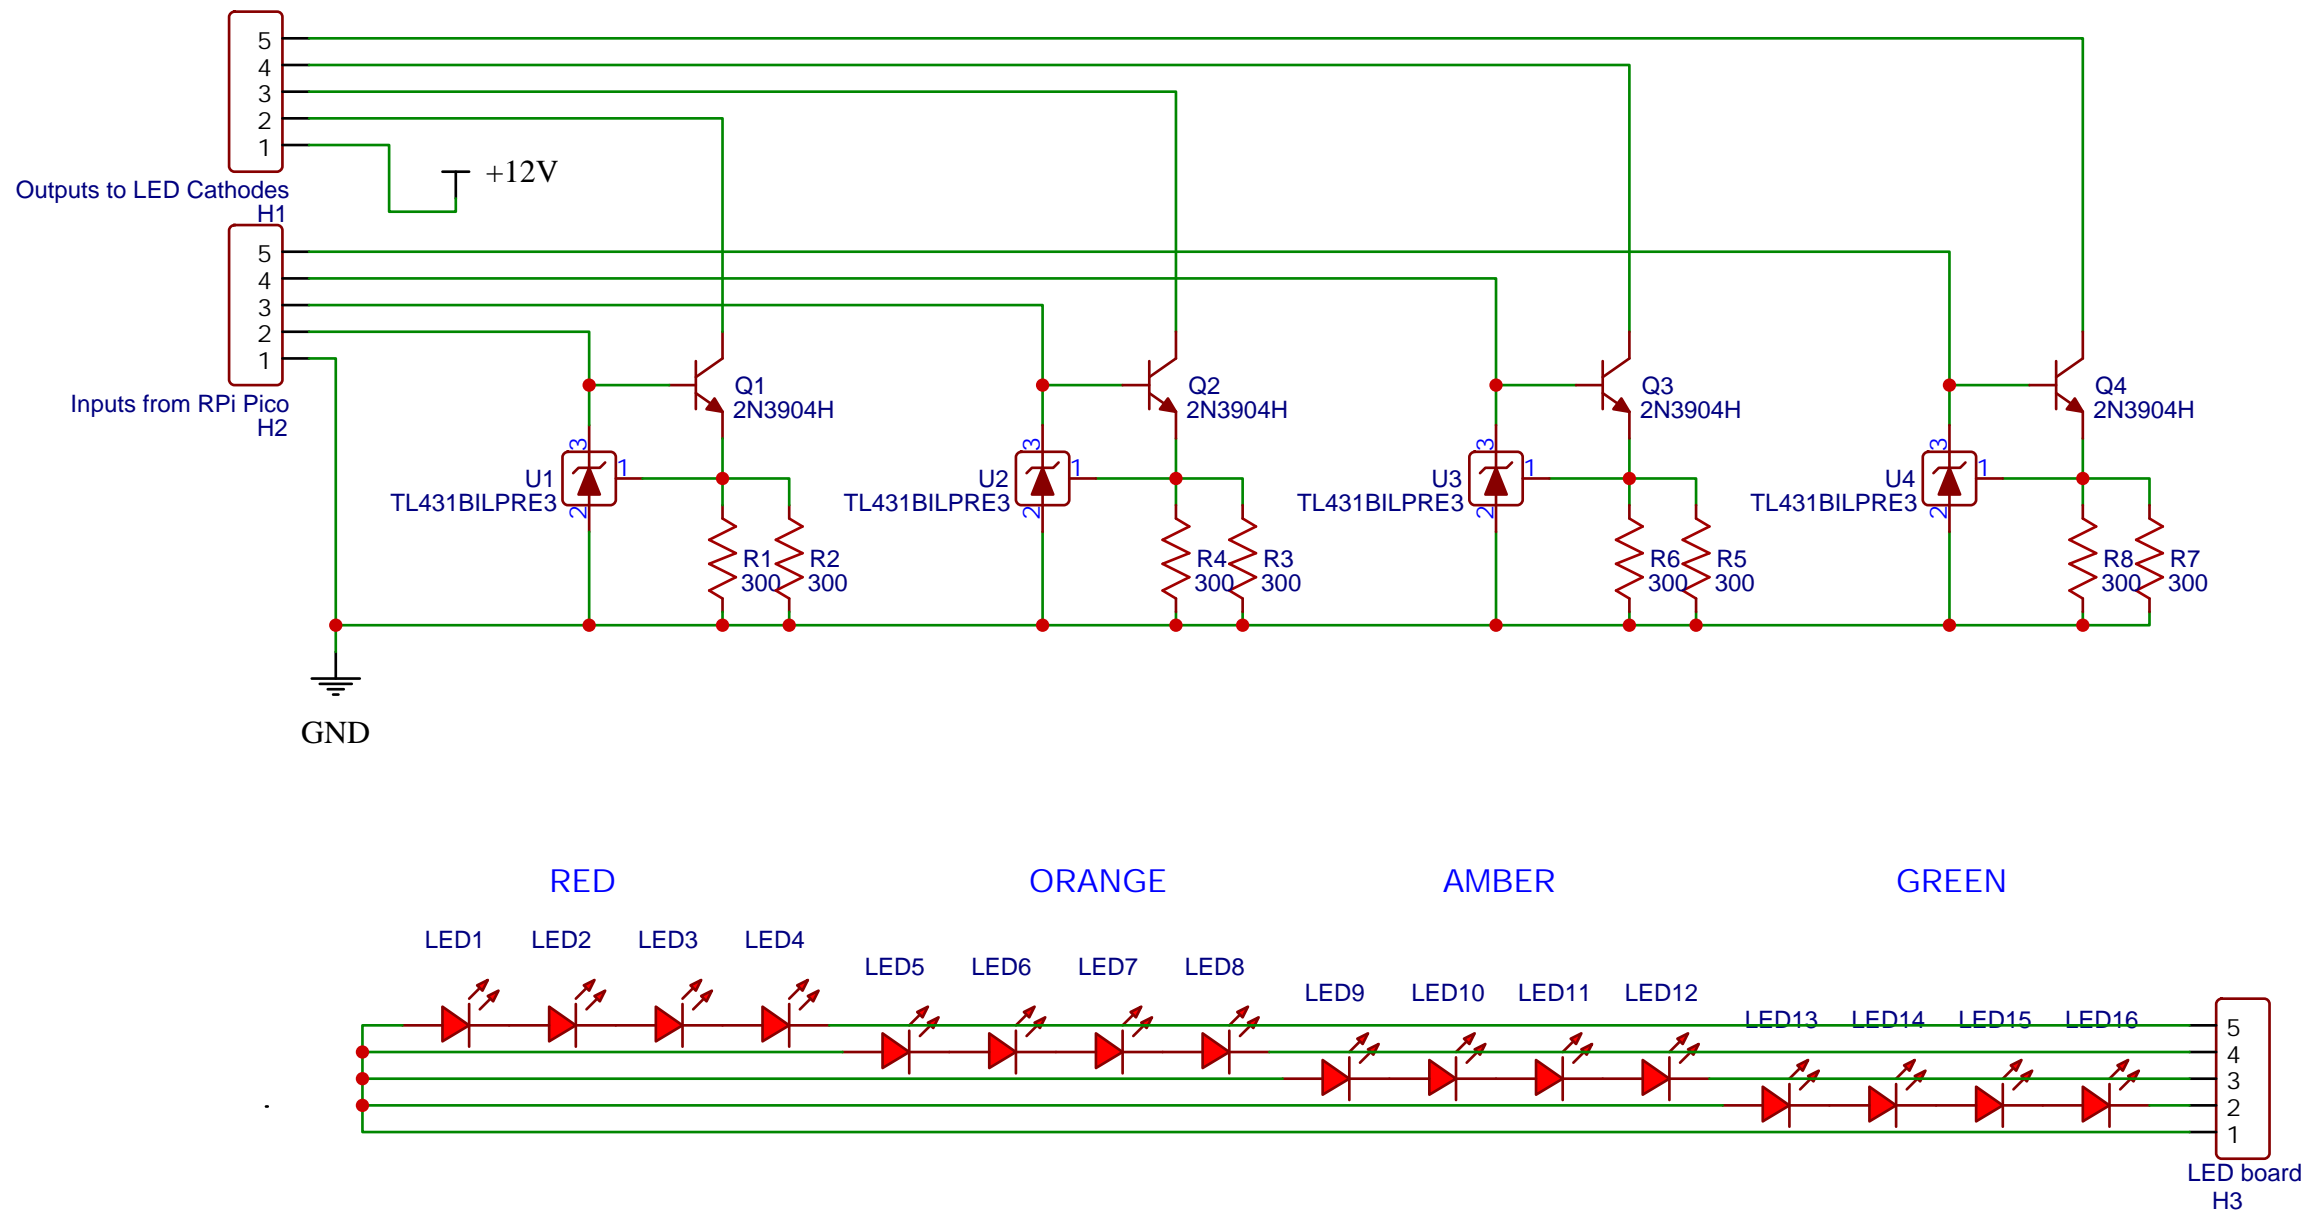 5
4
3
2
1
+12V
Outputs to LED Cathodes
H1
5
4
3
2
1
Inputs from RPi Pico
H2
Q1
2N3904H
Q2
2N3904H
Q3
2N3904H
Q4
2N3904H
3
1
2
U1
TL431BILPRE3
3
1
2
U2
TL431BILPRE3
3
1
2
U3
TL431BILPRE3
3
1
2
U4
TL431BILPRE3
R1
300
R2
300
R4
300
R3
300
R6
300
R5
300
R8
300
R7
300
GND
RED
ORANGE
AMBER
GREEN
LED1
LED2
LED3
LED4
LED5
LED6
LED7
LED8
LED9
LED10
LED11
LED12
LED13
LED14
LED15
LED16
5
4
3
2
1
LED board
H3